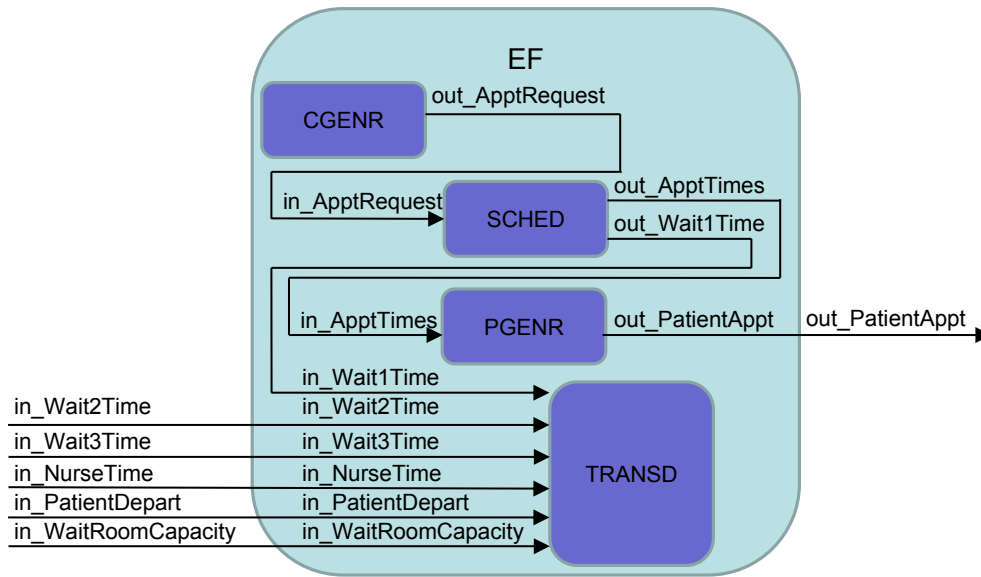 EF
CGENR
out_ApptRequest
in_ApptRequest
SCHED
out_ApptTimes
out_Wait1Time
in_ApptTimes
PGENR
out_PatientAppt
out_PatientAppt
in_Wait1Time
in_Wait2Time
in_Wait2Time
in_Wait3Time
in_Wait3Time
in_NurseTime
in_NurseTime
TRANSD
in_PatientDepart
in_PatientDepart
in_WaitRoomCapacity
in_WaitRoomCapacity